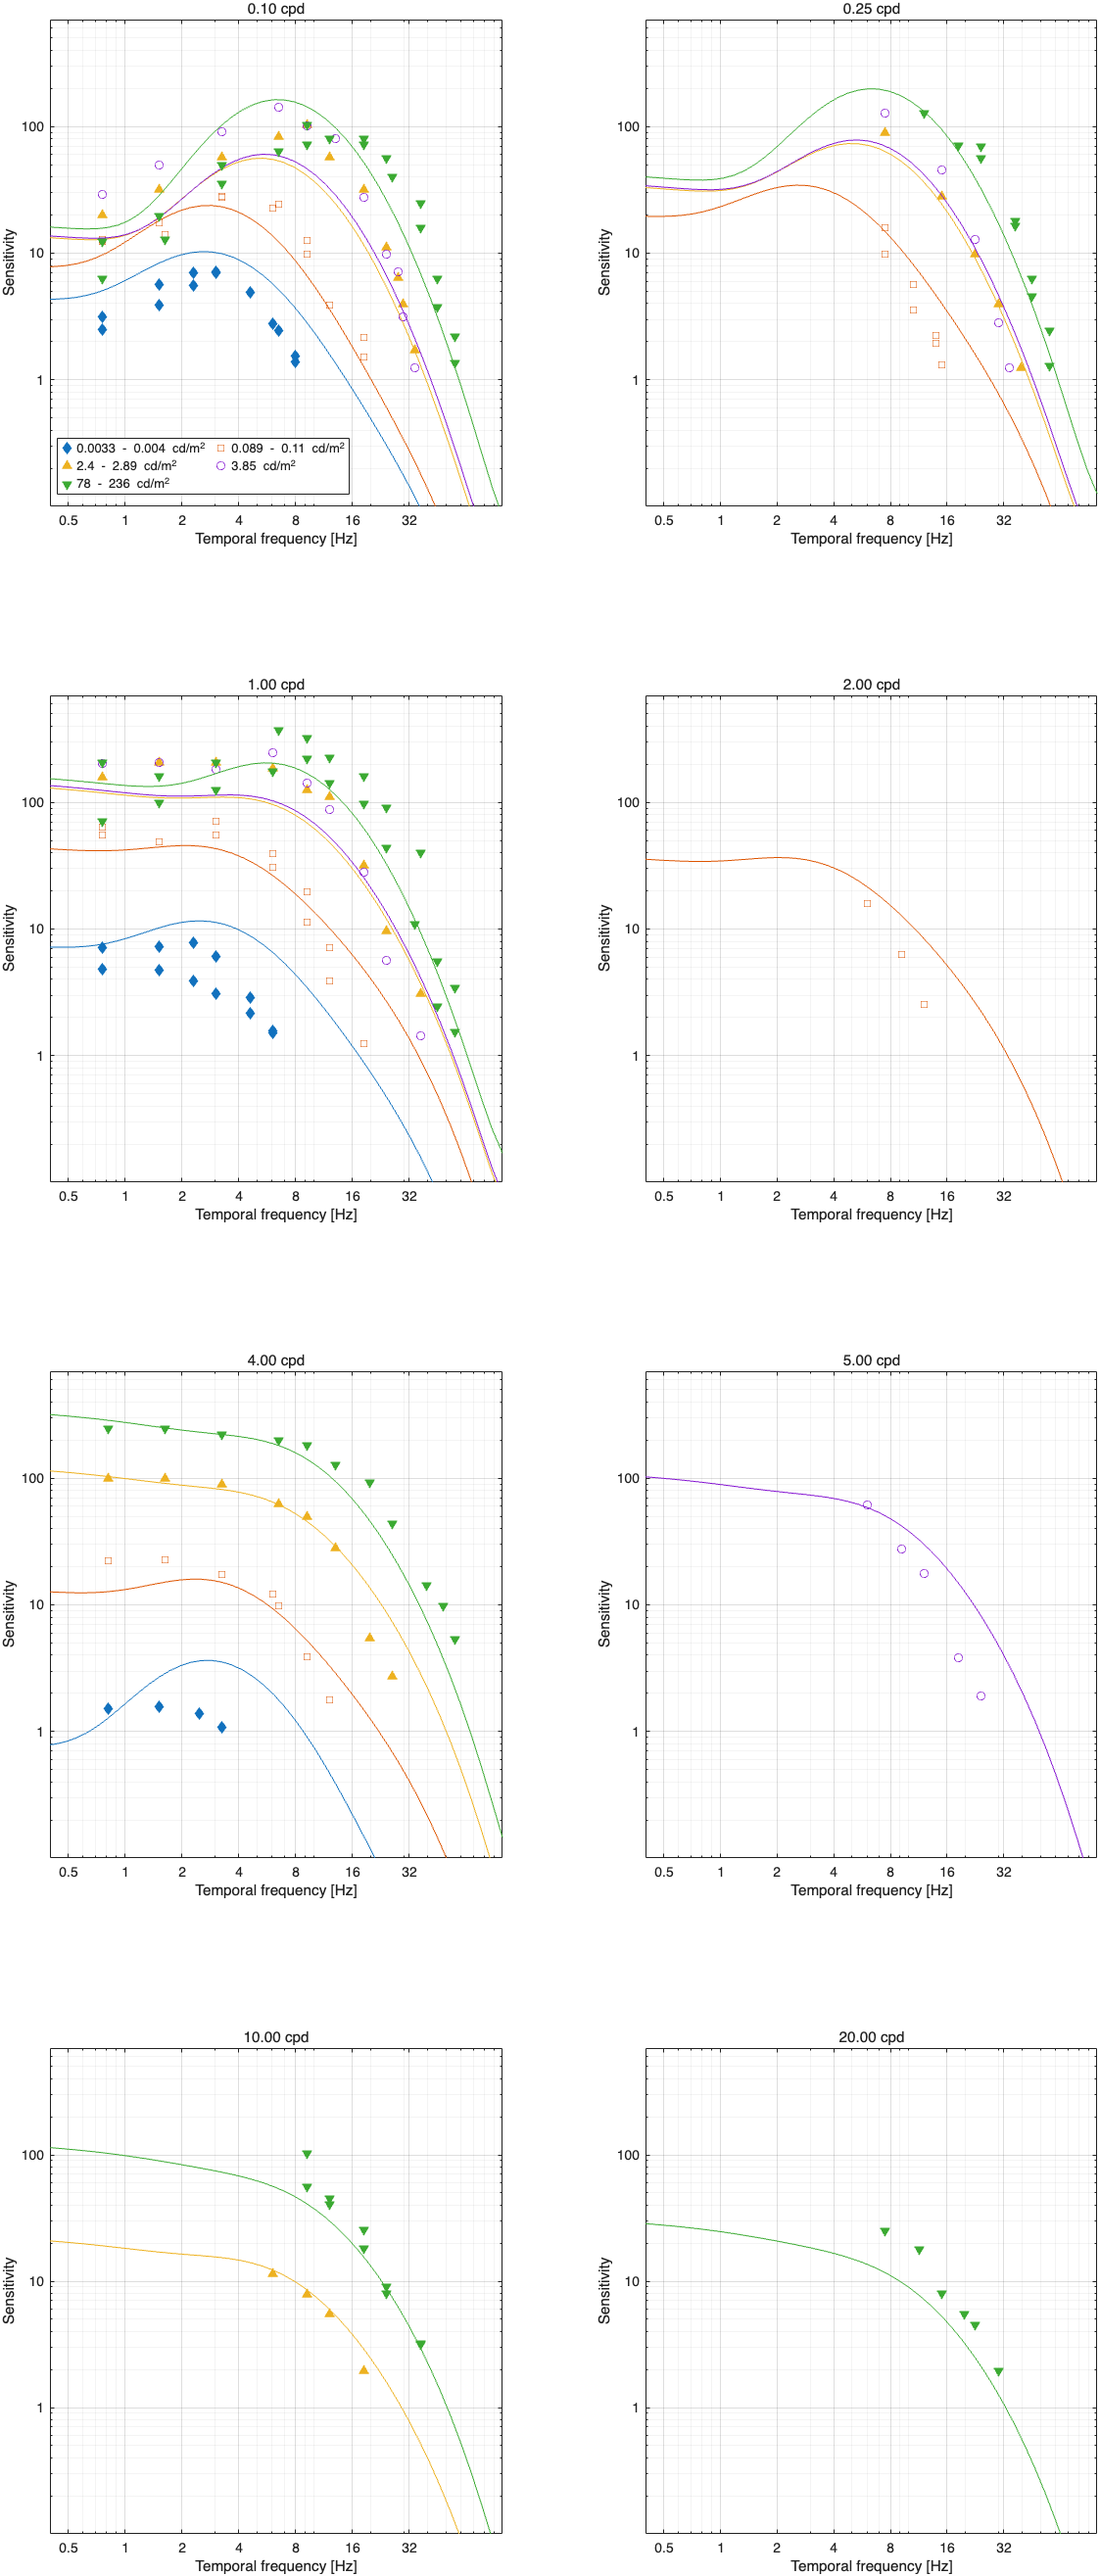 0.10 cpd
100
10
1
Sensitivity
0.0033 - 0.004 cd/m²
0.089 - 0.11 cd/m²
2.4 - 2.89 cd/m²
3.85 cd/m²
78 - 236 cd/m²
0.5 1 2 4 8 16 32
Temporal frequency [Hz]
0.25 cpd
100
10
1
Sensitivity
0.5 1 2 4 8 16 32
Temporal frequency [Hz]
1.00 cpd
100
10
1
Sensitivity
0.5 1 2 4 8 16 32
Temporal frequency [Hz]
2.00 cpd
100
10
1
Sensitivity
0.5 1 2 4 8 16 32
Temporal frequency [Hz]
4.00 cpd
100
10
1
Sensitivity
0.5 1 2 4 8 16 32
Temporal frequency [Hz]
5.00 cpd
100
10
1
Sensitivity
0.5 1 2 4 8 16 32
Temporal frequency [Hz]
10.00 cpd
100
10
1
Sensitivity
0.5 1 2 4 8 16 32
Temporal frequency [Hz]
20.00 cpd
100
10
1
Sensitivity
0.5 1 2 4 8 16 32
Temporal frequency [Hz]